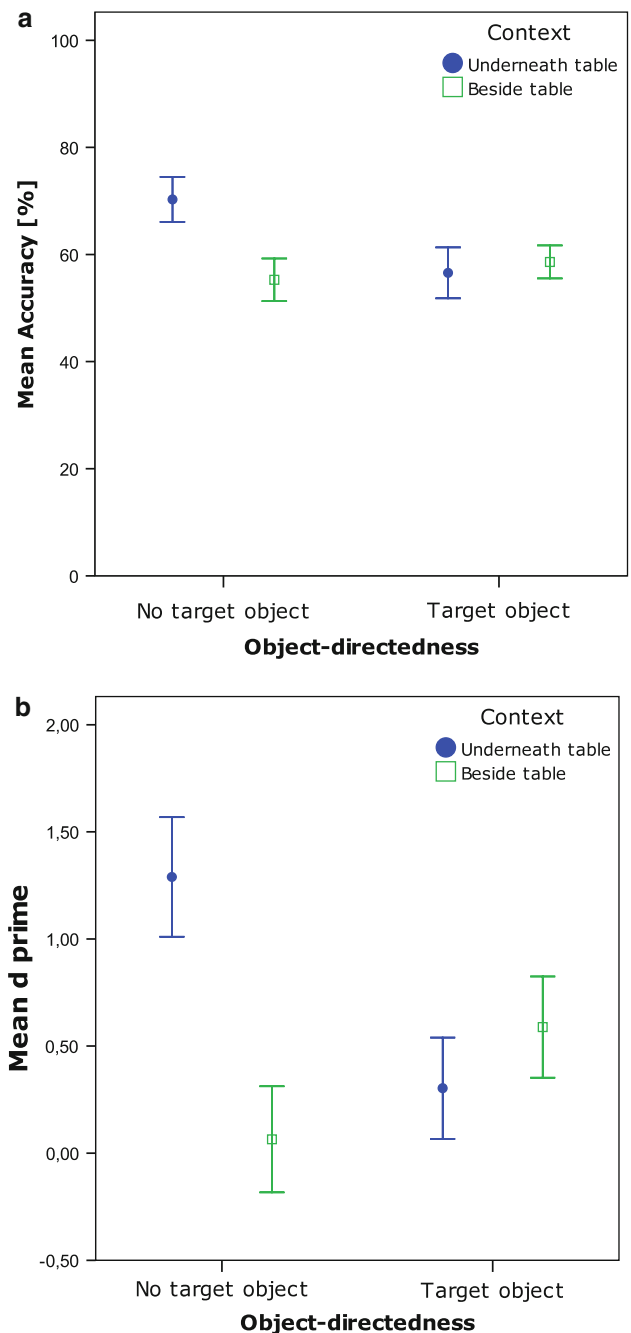 a
Context
Underneath table
Beside table
100
80
60
40
20
0
Mean Accuracy [%]
No target object
Target object
Object-directedness
b
Context
Underneath table
Beside table
2,00
1,50
1,00
0,50
0,00
-0,50
Mean d prime
No target object
Target object
Object-directedness